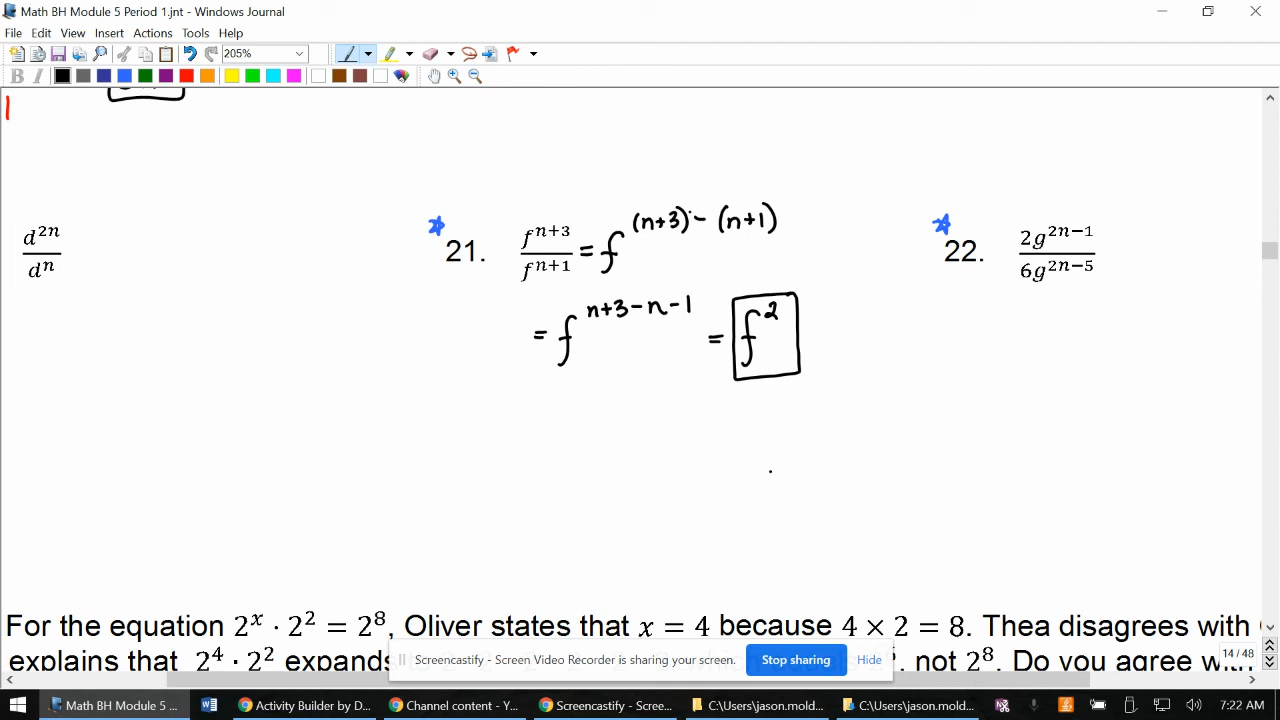 Math BH Module 5 Period 1.jnt - Windows Journal
File Edit View Insert Actions Tools Help
205%
B I
d^{2n}/d^{n}
21. f^{n+3}/f^{n+1} = f^{(n+3) - (n+1)}
= f^{n+3-n-1} = f^{2}
22. 2g^{2n-1}/6g^{2n-5}
For the equation 2^{x} · 2^{2} = 2^{8}, Oliver states that x = 4 because 4 × 2 = 8. Thea disagrees with
explains that 2^{4} · 2^{2} expands not 2^{8}. Do you agree with
Screencastify - Screen Video Recorder is sharing your screen. Stop sharing Hide
14 / 48
Math BH Module 5 ... Activity Builder by D... Channel content - Y... Screencastify - Scree... C:\Users\jason.mold... C:\Users\jason.mold... 7:22 AM